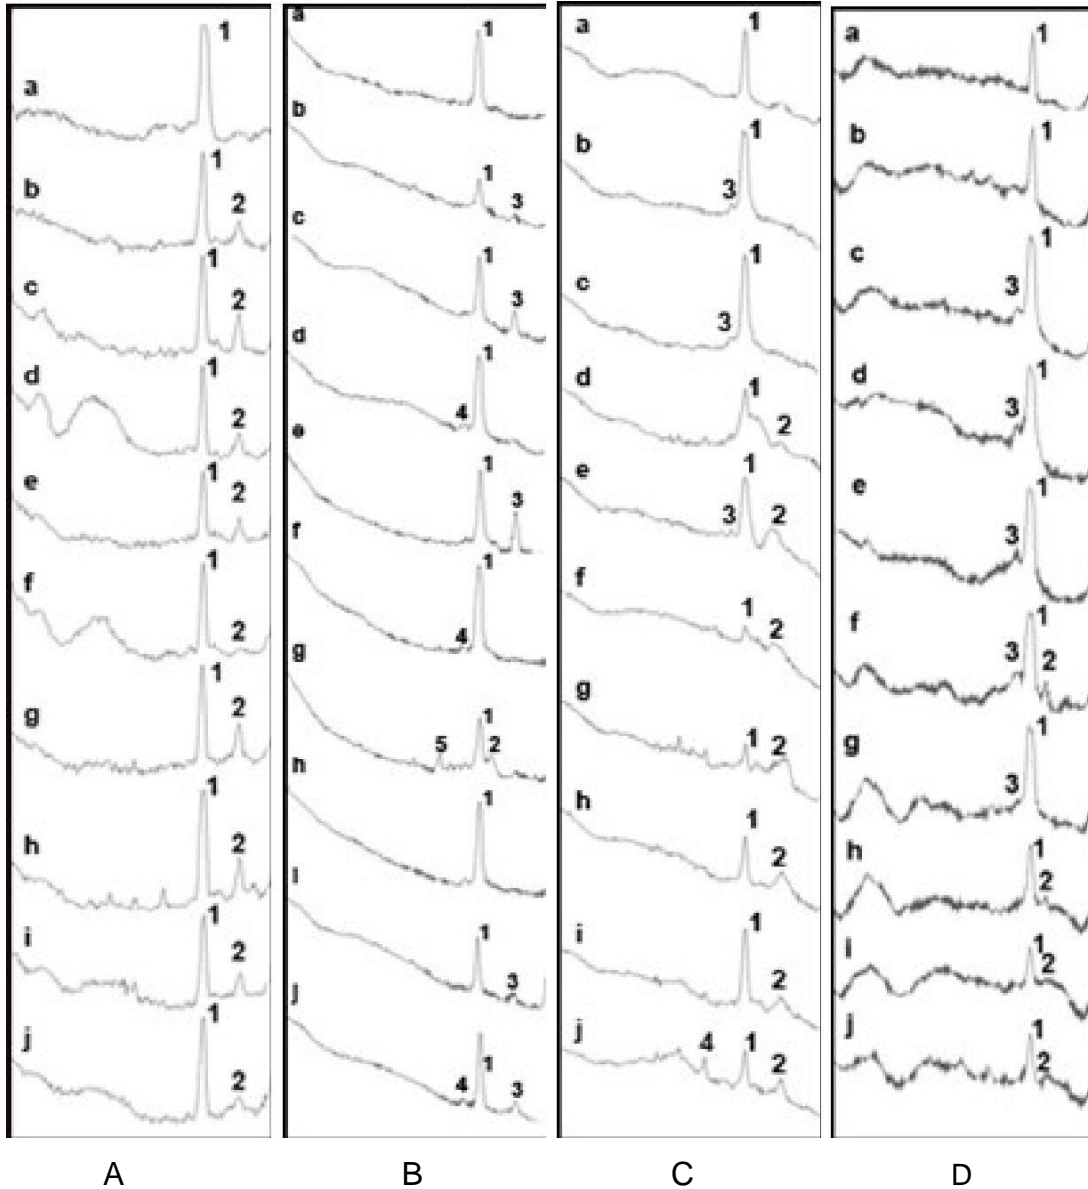 a 1
b 1 2
c 1 2
d 1 2
e 1 2
f 1 2
g 1 2
h 1 2
i 1 2
j 1 2
A
a 1
b 1 3
c 1 3
d 4 1
e 1 3
f 4 1
g 5 1 2
h 1
i 1 3
j 4 1 3
B
a 1
b 3 1
c 3 1
d 1 2
e 3 1 2
f 1 2
g 1 2
h 1 2
i 1 2
j 4 1 2
C
a 1
b 1
c 3 1
d 3 1
e 3 1
f 3 1 2
g 3 1
h 1 2
i 1 2
j 1 2
D